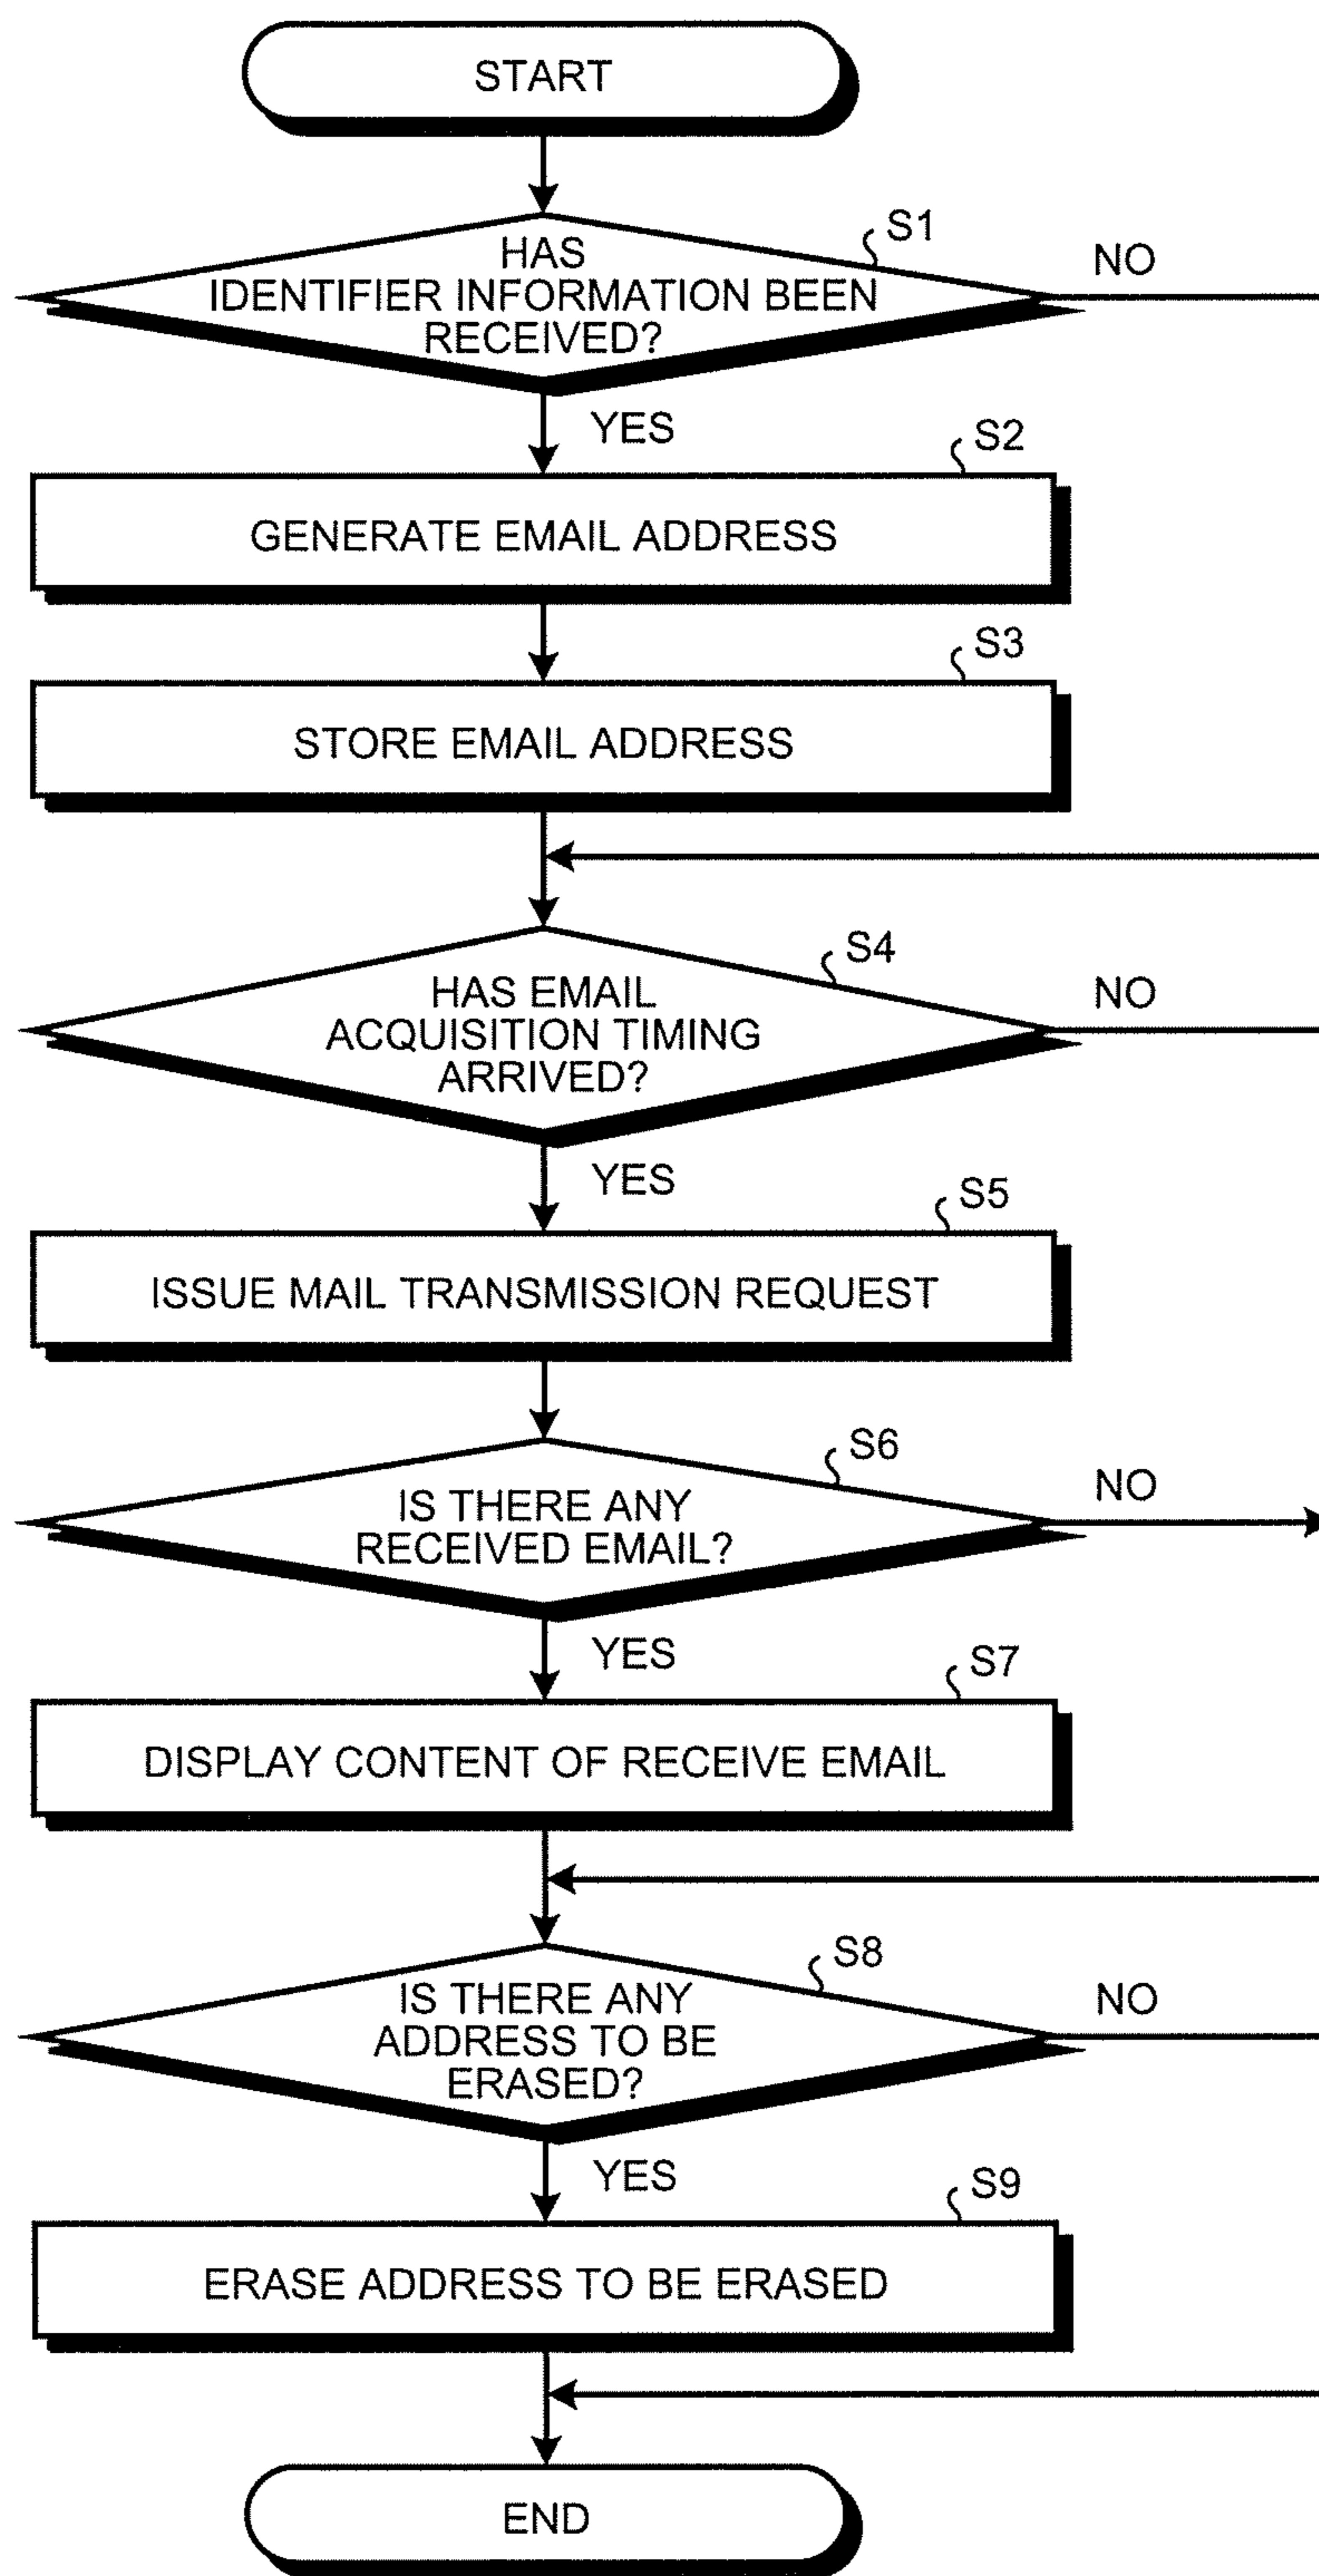 START
S1
HAS
IDENTIFIER INFORMATION BEEN
RECEIVED?
NO
YES
S2
GENERATE EMAIL ADDRESS
S3
STORE EMAIL ADDRESS
S4
HAS EMAIL
ACQUISITION TIMING
ARRIVED?
NO
YES
S5
ISSUE MAIL TRANSMISSION REQUEST
S6
IS THERE ANY
RECEIVED EMAIL?
NO
YES
S7
DISPLAY CONTENT OF RECEIVE EMAIL
S8
IS THERE ANY
ADDRESS TO BE
ERASED?
NO
YES
S9
ERASE ADDRESS TO BE ERASED
END